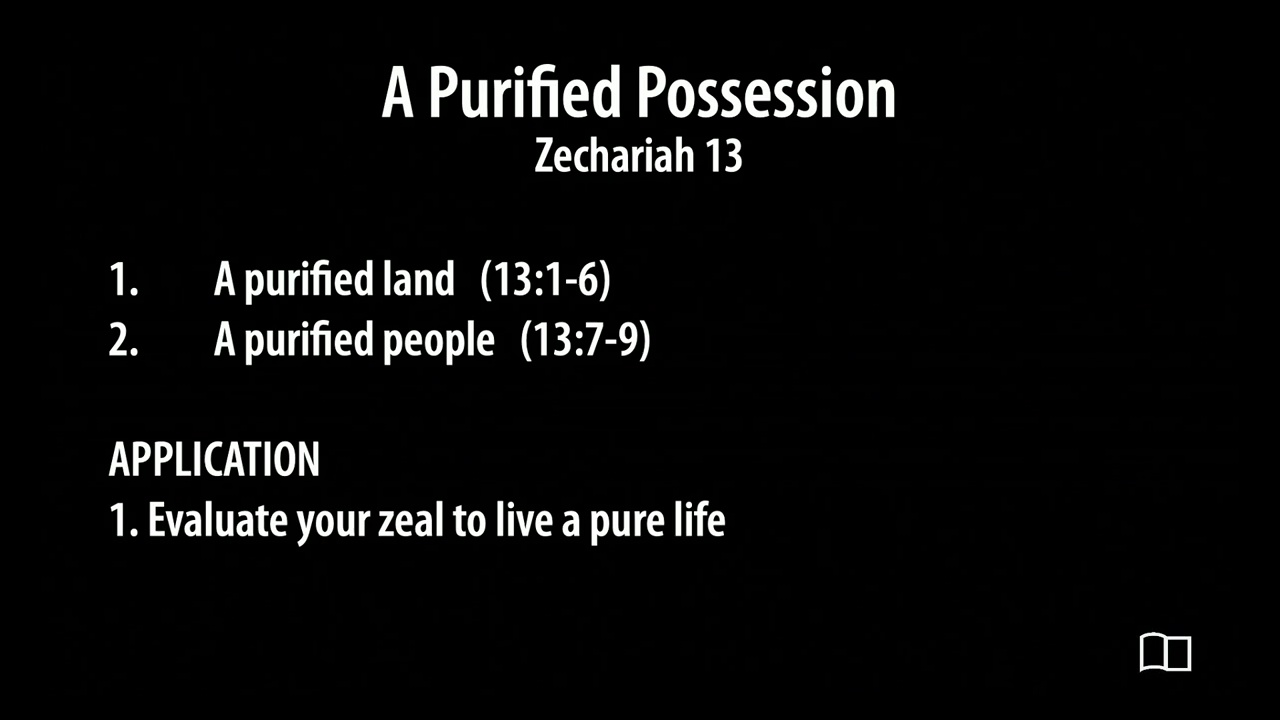 A Purified Possession
Zechariah 13
1. A purified land (13:1-6)
2. A purified people (13:7-9)
APPLICATION
1. Evaluate your zeal to live a pure life